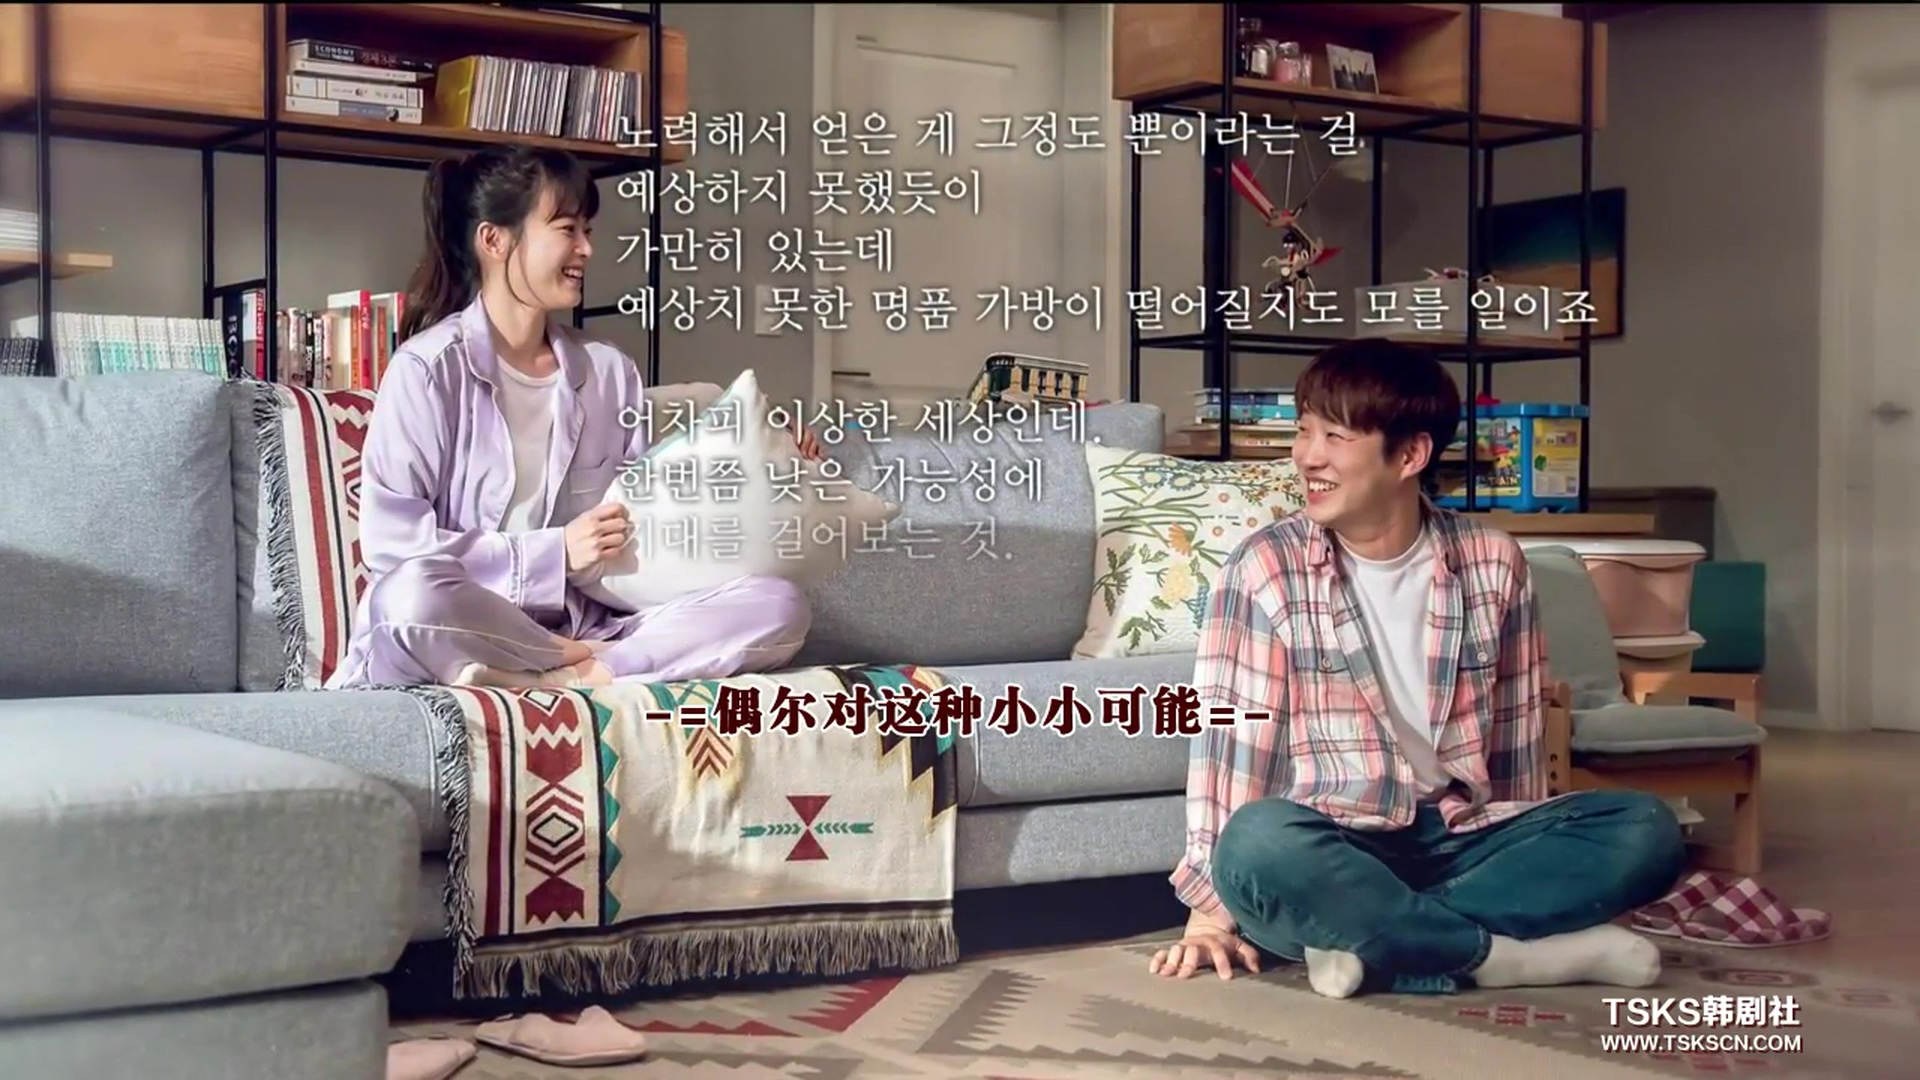 ECONOMY
노력해서 얻은 게 그정도 뿐이라는 걸
예상하지 못했듯이
가만히 있는데
예상치 못한 명품 가방이 떨어질지도 모를 일이죠
어차피 이상한 세상인데.
한번쯤 낮은 가능성에
기대를 걸어보는 것.
-=偶尔对这种小小可能=-
TSKS韩剧社
WWW.TSKSCN.COM